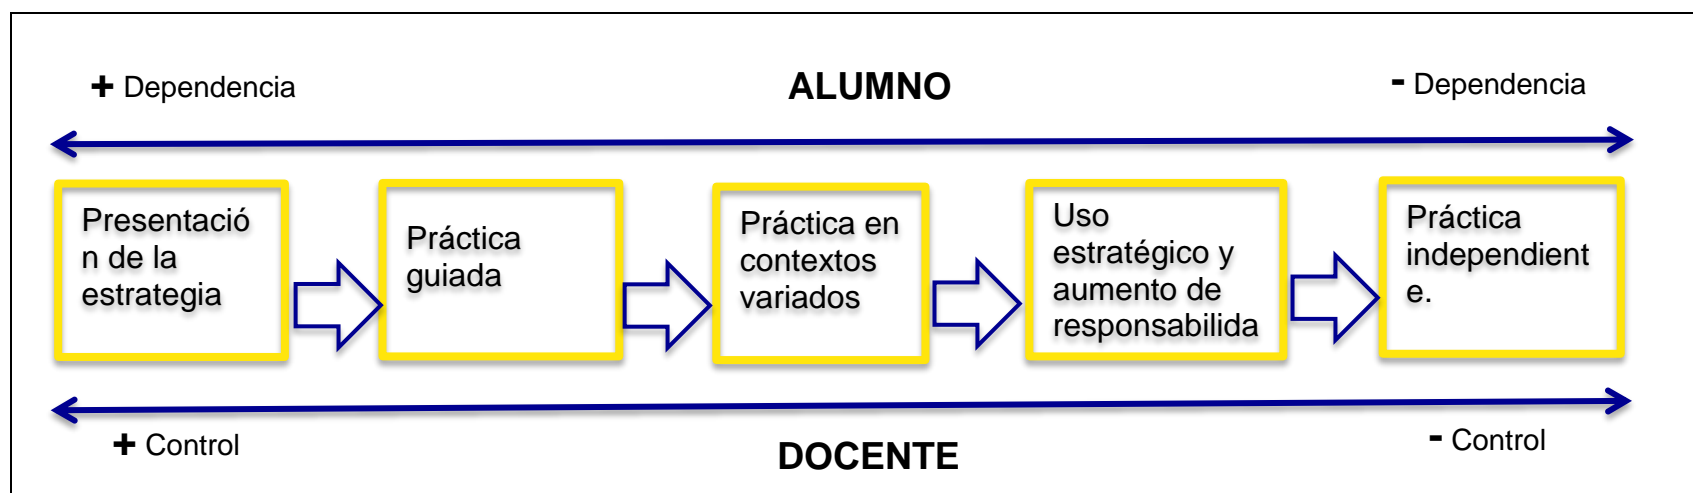 + Dependencia
ALUMNO
- Dependencia
Presentació
n de la
estrategia
Práctica
guiada
Práctica en
contextos
variados
Uso
estratégico y
aumento de
responsabilida
Práctica
independient
e.
+ Control
DOCENTE
- Control